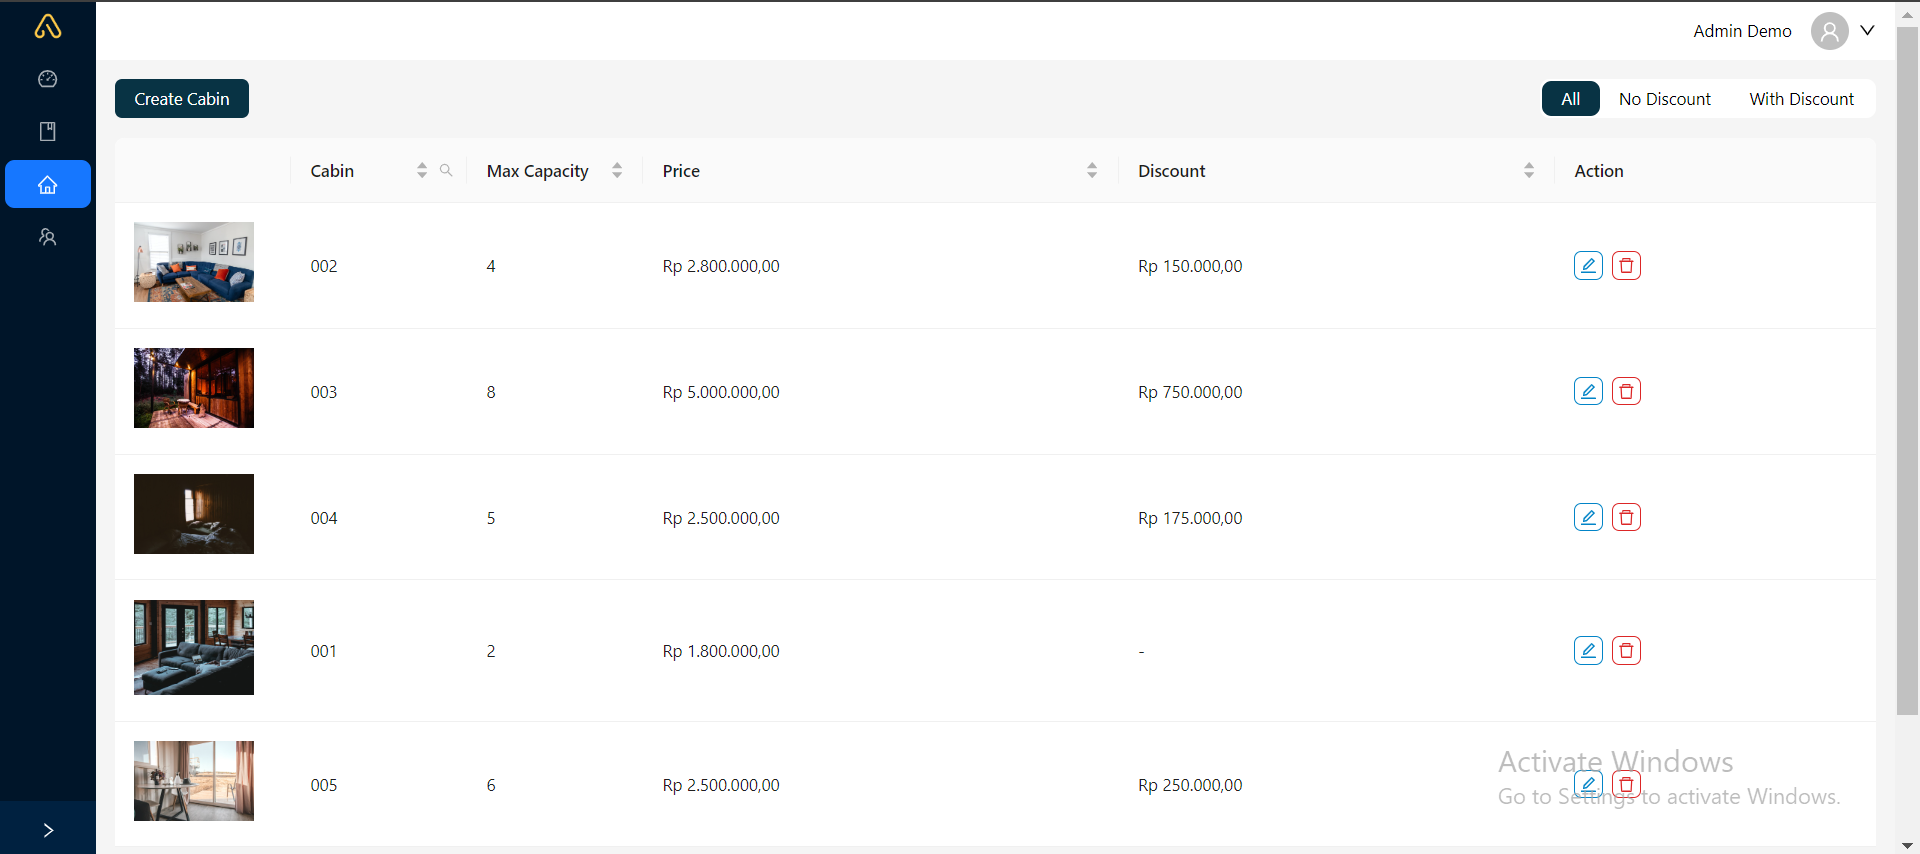 Admin Demo
Create Cabin
All No Discount With Discount
Cabin Max Capacity Price Discount Action
002 4 Rp 2.800.000,00 Rp 150.000,00
003 8 Rp 5.000.000,00 Rp 750.000,00
004 5 Rp 2.500.000,00 Rp 175.000,00
001 2 Rp 1.800.000,00 -
005 6 Rp 2.500.000,00 Rp 250.000,00
Activate Windows
Go to Settings to activate Windows.